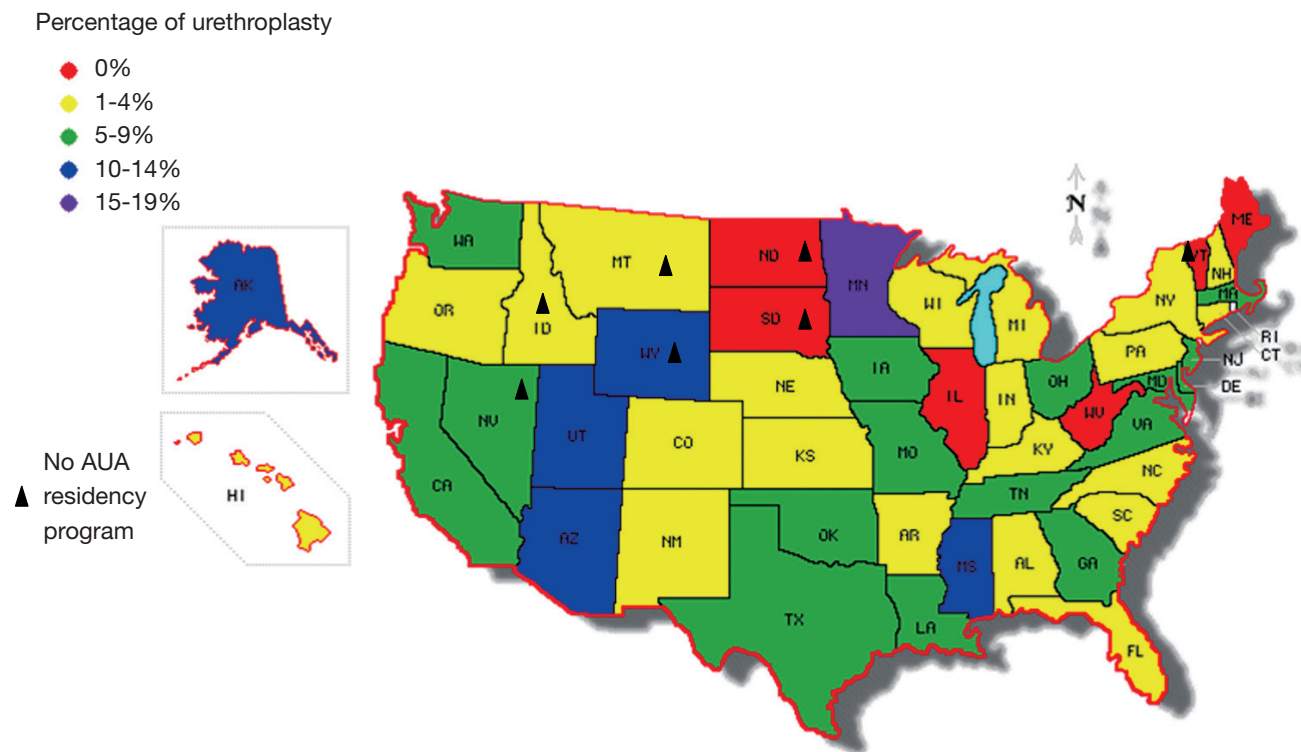 Percentage of urethroplasty
0%
1-4%
5-9%
10-14%
15-19%
No AUA
residency
program
AK
HI
N
WA
MT
ND
MN
OR
ID
SD
WI
MI
WY
NE
IA
IL
IN
OH
PA
NY
VT
NH
ME
MA
RI
CT
NJ
DE
MD
WV
VA
NV
UT
CO
KS
MO
KY
NC
CA
AZ
NM
OK
AR
TN
SC
TX
LA
MS
AL
GA
FL